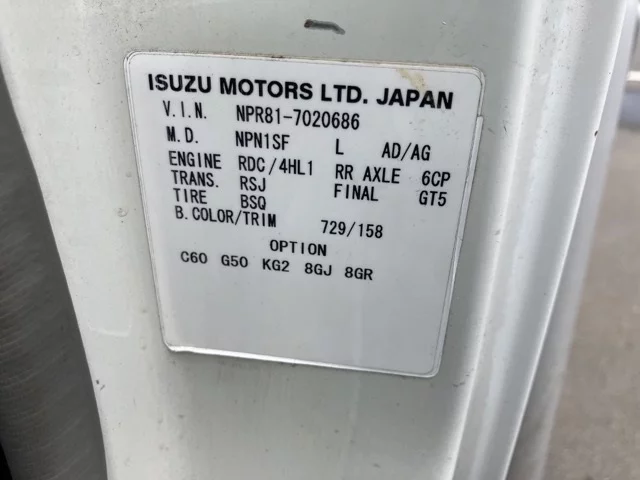 ISUZU MOTORS LTD. JAPAN
V.I.N. NPR81-7020686
M.D. NPN1SF L AD/AG
ENGINE RDC/4HL1 RR AXLE 6CP
TRANS. RSJ FINAL GT5
TIRE BSQ
B.COLOR/TRIM 729/158
OPTION
C60 G50 KG2 8GJ 8GR